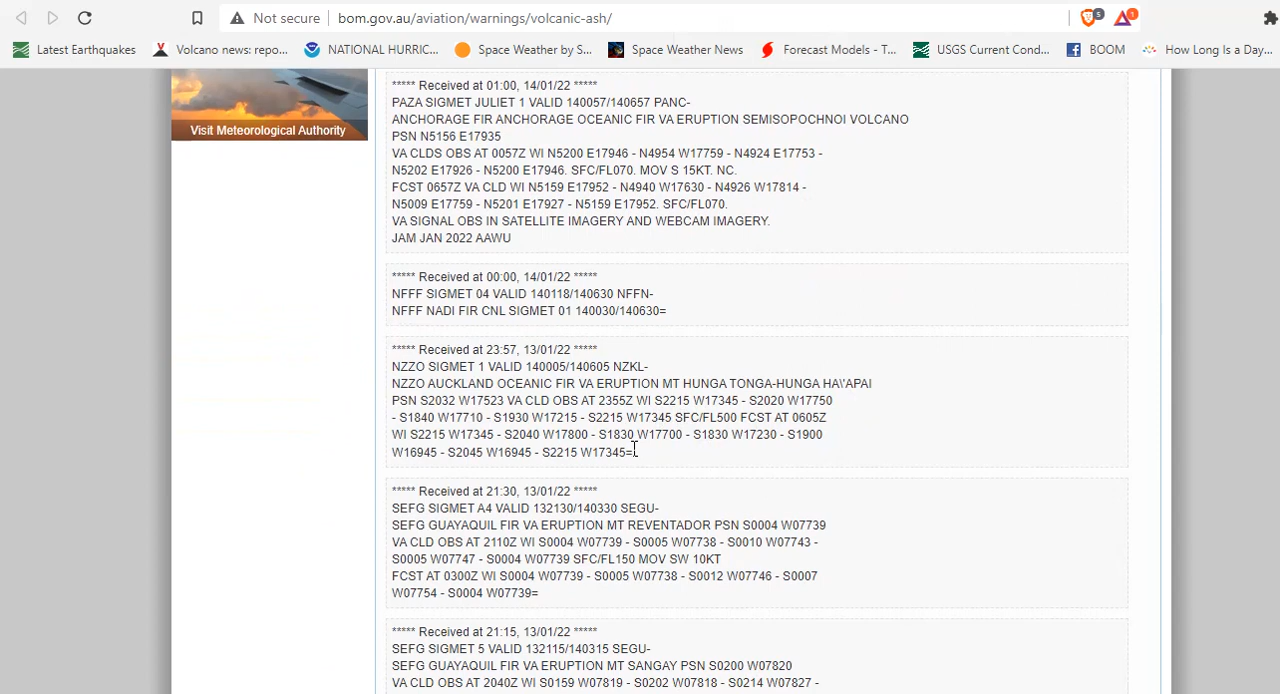 Not secure
bom.gov.au/aviation/warnings/volcanic-ash/
5
1
Latest Earthquakes
Volcano news: repo...
NATIONAL HURRIC...
Space Weather by S...
Space Weather News
Forecast Models - T...
USGS Current Cond...
BOOM
How Long Is a Day...
Visit Meteorological Authority
***** Received at 01:00, 14/01/22 *****
PAZA SIGMET JULIET 1 VALID 140057/140657 PANC-
ANCHORAGE FIR ANCHORAGE OCEANIC FIR VA ERUPTION SEMISOPOCHNOI VOLCANO
PSN N5156 E17935
VA CLDS OBS AT 0057Z WI N5200 E17946 - N4954 W17759 - N4924 E17753 -
N5202 E17926 - N5200 E17946. SFC/FL070. MOV S 15KT. NC.
FCST 0657Z VA CLD WI N5159 E17952 - N4940 W17630 - N4926 W17814 -
N5009 E17759 - N5201 E17927 - N5159 E17952. SFC/FL070.
VA SIGNAL OBS IN SATELLITE IMAGERY AND WEBCAM IMAGERY.
JAM JAN 2022 AAWU
***** Received at 00:00, 14/01/22 *****
NFFF SIGMET 04 VALID 140118/140630 NFFN-
NFFF NADI FIR CNL SIGMET 01 140030/140630=
***** Received at 23:57, 13/01/22 *****
NZZO SIGMET 1 VALID 140005/140605 NZKL-
NZZO AUCKLAND OCEANIC FIR VA ERUPTION MT HUNGA TONGA-HUNGA HA\'APAI
PSN S2032 W17523 VA CLD OBS AT 2355Z WI S2215 W17345 - S2020 W17750
- S1840 W17710 - S1930 W17215 - S2215 W17345 SFC/FL500 FCST AT 0605Z
WI S2215 W17345 - S2040 W17800 - S1830 W17700 - S1830 W17230 - S1900
W16945 - S2045 W16945 - S2215 W17345=
***** Received at 21:30, 13/01/22 *****
SEFG SIGMET A4 VALID 132130/140330 SEGU-
SEFG GUAYAQUIL FIR VA ERUPTION MT REVENTADOR PSN S0004 W07739
VA CLD OBS AT 2110Z WI S0004 W07739 - S0005 W07738 - S0010 W07743 -
S0005 W07747 - S0004 W07739 SFC/FL150 MOV SW 10KT
FCST AT 0300Z WI S0004 W07739 - S0005 W07738 - S0012 W07746 - S0007
W07754 - S0004 W07739=
***** Received at 21:15, 13/01/22 *****
SEFG SIGMET 5 VALID 132115/140315 SEGU-
SEFG GUAYAQUIL FIR VA ERUPTION MT SANGAY PSN S0200 W07820
VA CLD OBS AT 2040Z WI S0159 W07819 - S0202 W07818 - S0214 W07827 -